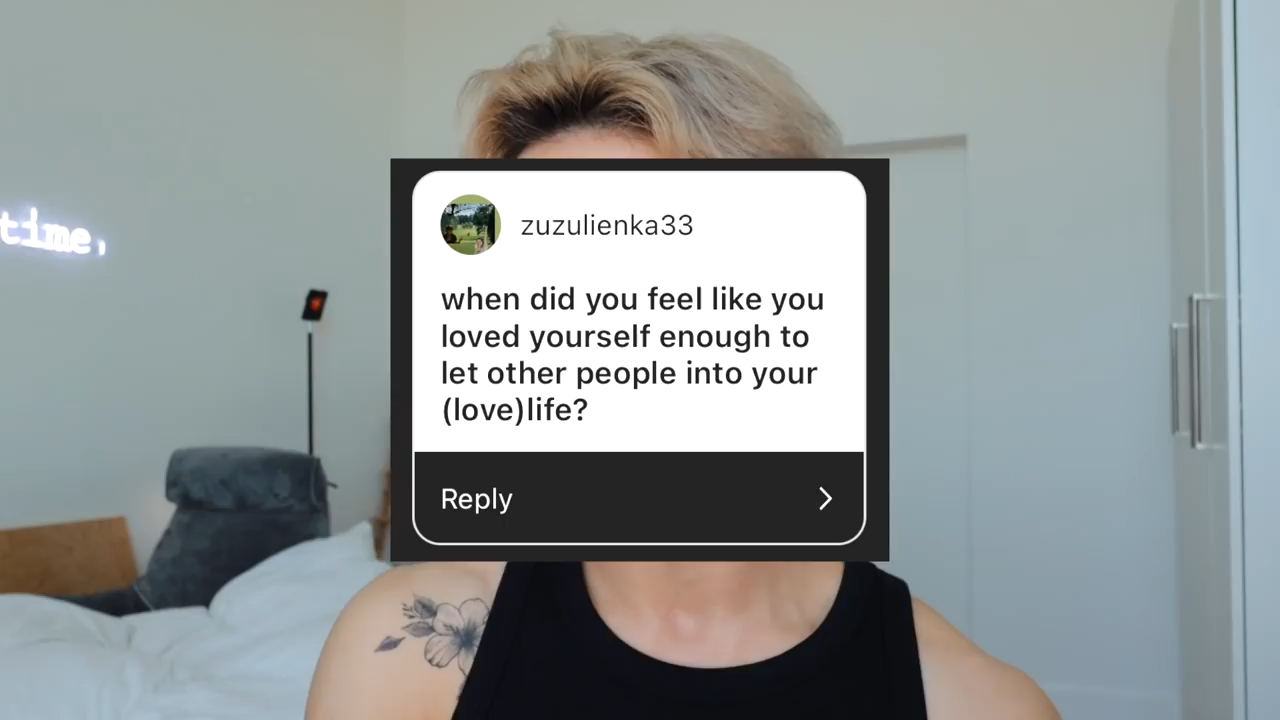 time,
zuzulienka33
when did you feel like you
loved yourself enough to
let other people into your
(love)life?
Reply